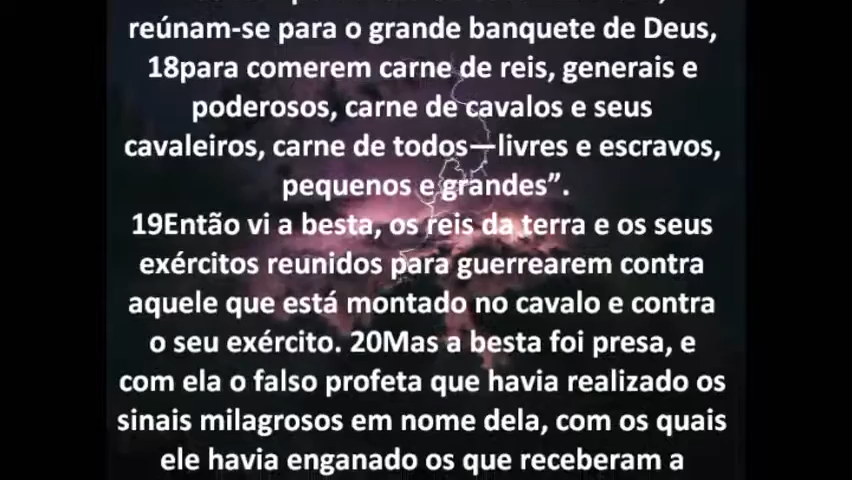 reúnam-se para o grande banquete de Deus,
18para comerem carne de reis, generais e
poderosos, carne de cavalos e seus
cavaleiros, carne de todos—livres e escravos,
pequenos e grandes”.
19Então vi a besta, os reis da terra e os seus
exércitos reunidos para guerrearem contra
aquele que está montado no cavalo e contra
o seu exército. 20Mas a besta foi presa, e
com ela o falso profeta que havia realizado os
sinais milagrosos em nome dela, com os quais
ele havia enganado os que receberam a